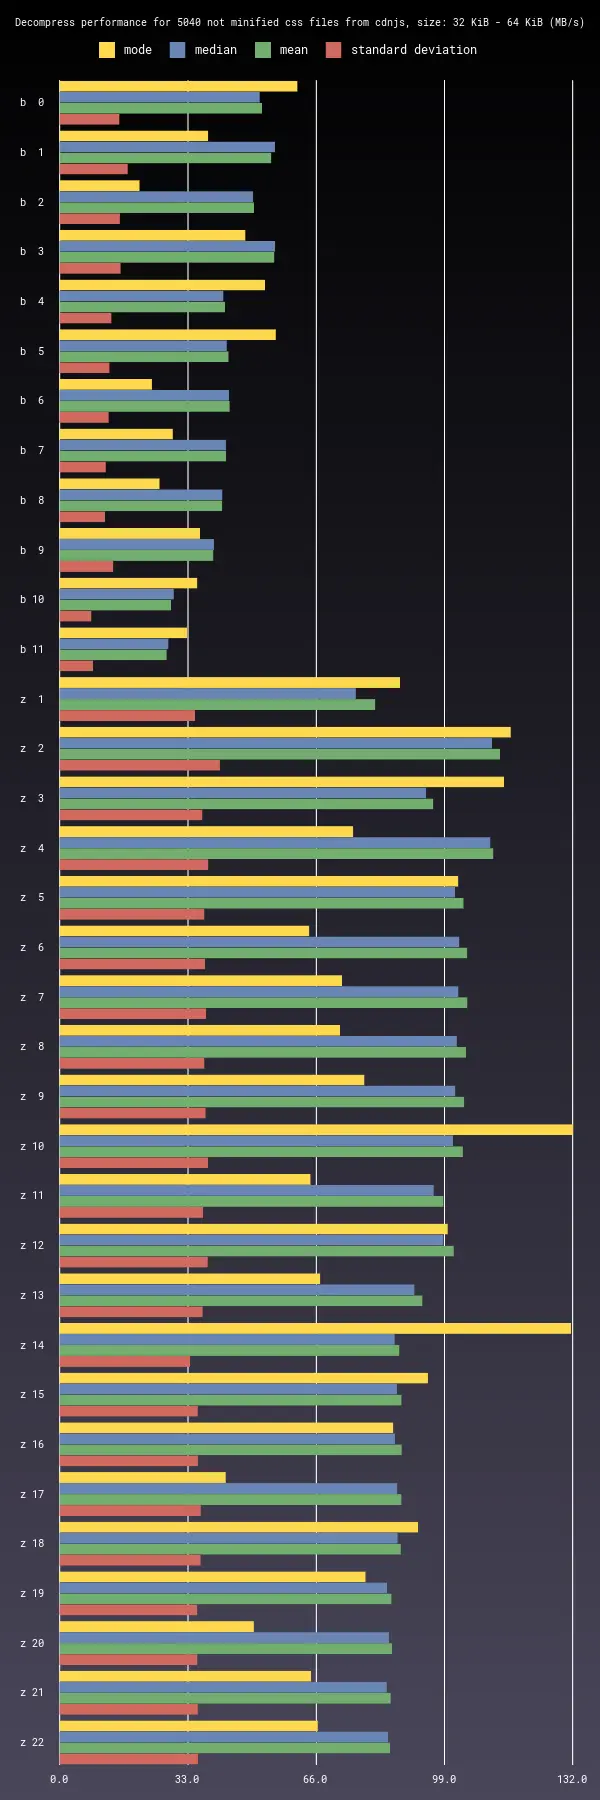 Decompress performance for 5040 not minified css files from cdnjs, size: 32 KiB - 64 KiB (MB/s)
mode median mean standard deviation
b 0
b 1
b 2
b 3
b 4
b 5
b 6
b 7
b 8
b 9
b 10
b 11
z 1
z 2
z 3
z 4
z 5
z 6
z 7
z 8
z 9
z 10
z 11
z 12
z 13
z 14
z 15
z 16
z 17
z 18
z 19
z 20
z 21
z 22
0.0 33.0 66.0 99.0 132.0